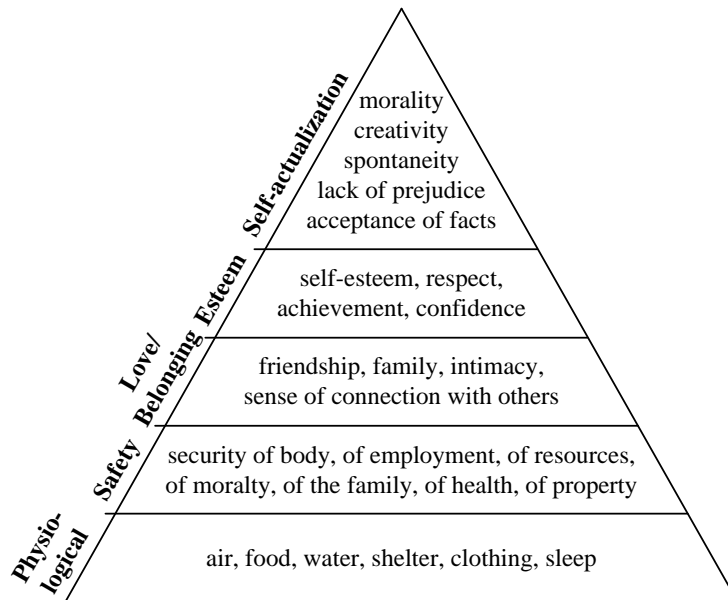 Self-actualization
morality
creativity
spontaneity
lack of prejudice
acceptance of facts
Esteem
self-esteem, respect,
achievement, confidence
Love/
Belonging
friendship, family, intimacy,
sense of connection with others
Safety
security of body, of employment, of resources,
of moralty, of the family, of health, of property
Physio-
logical
air, food, water, shelter, clothing, sleep